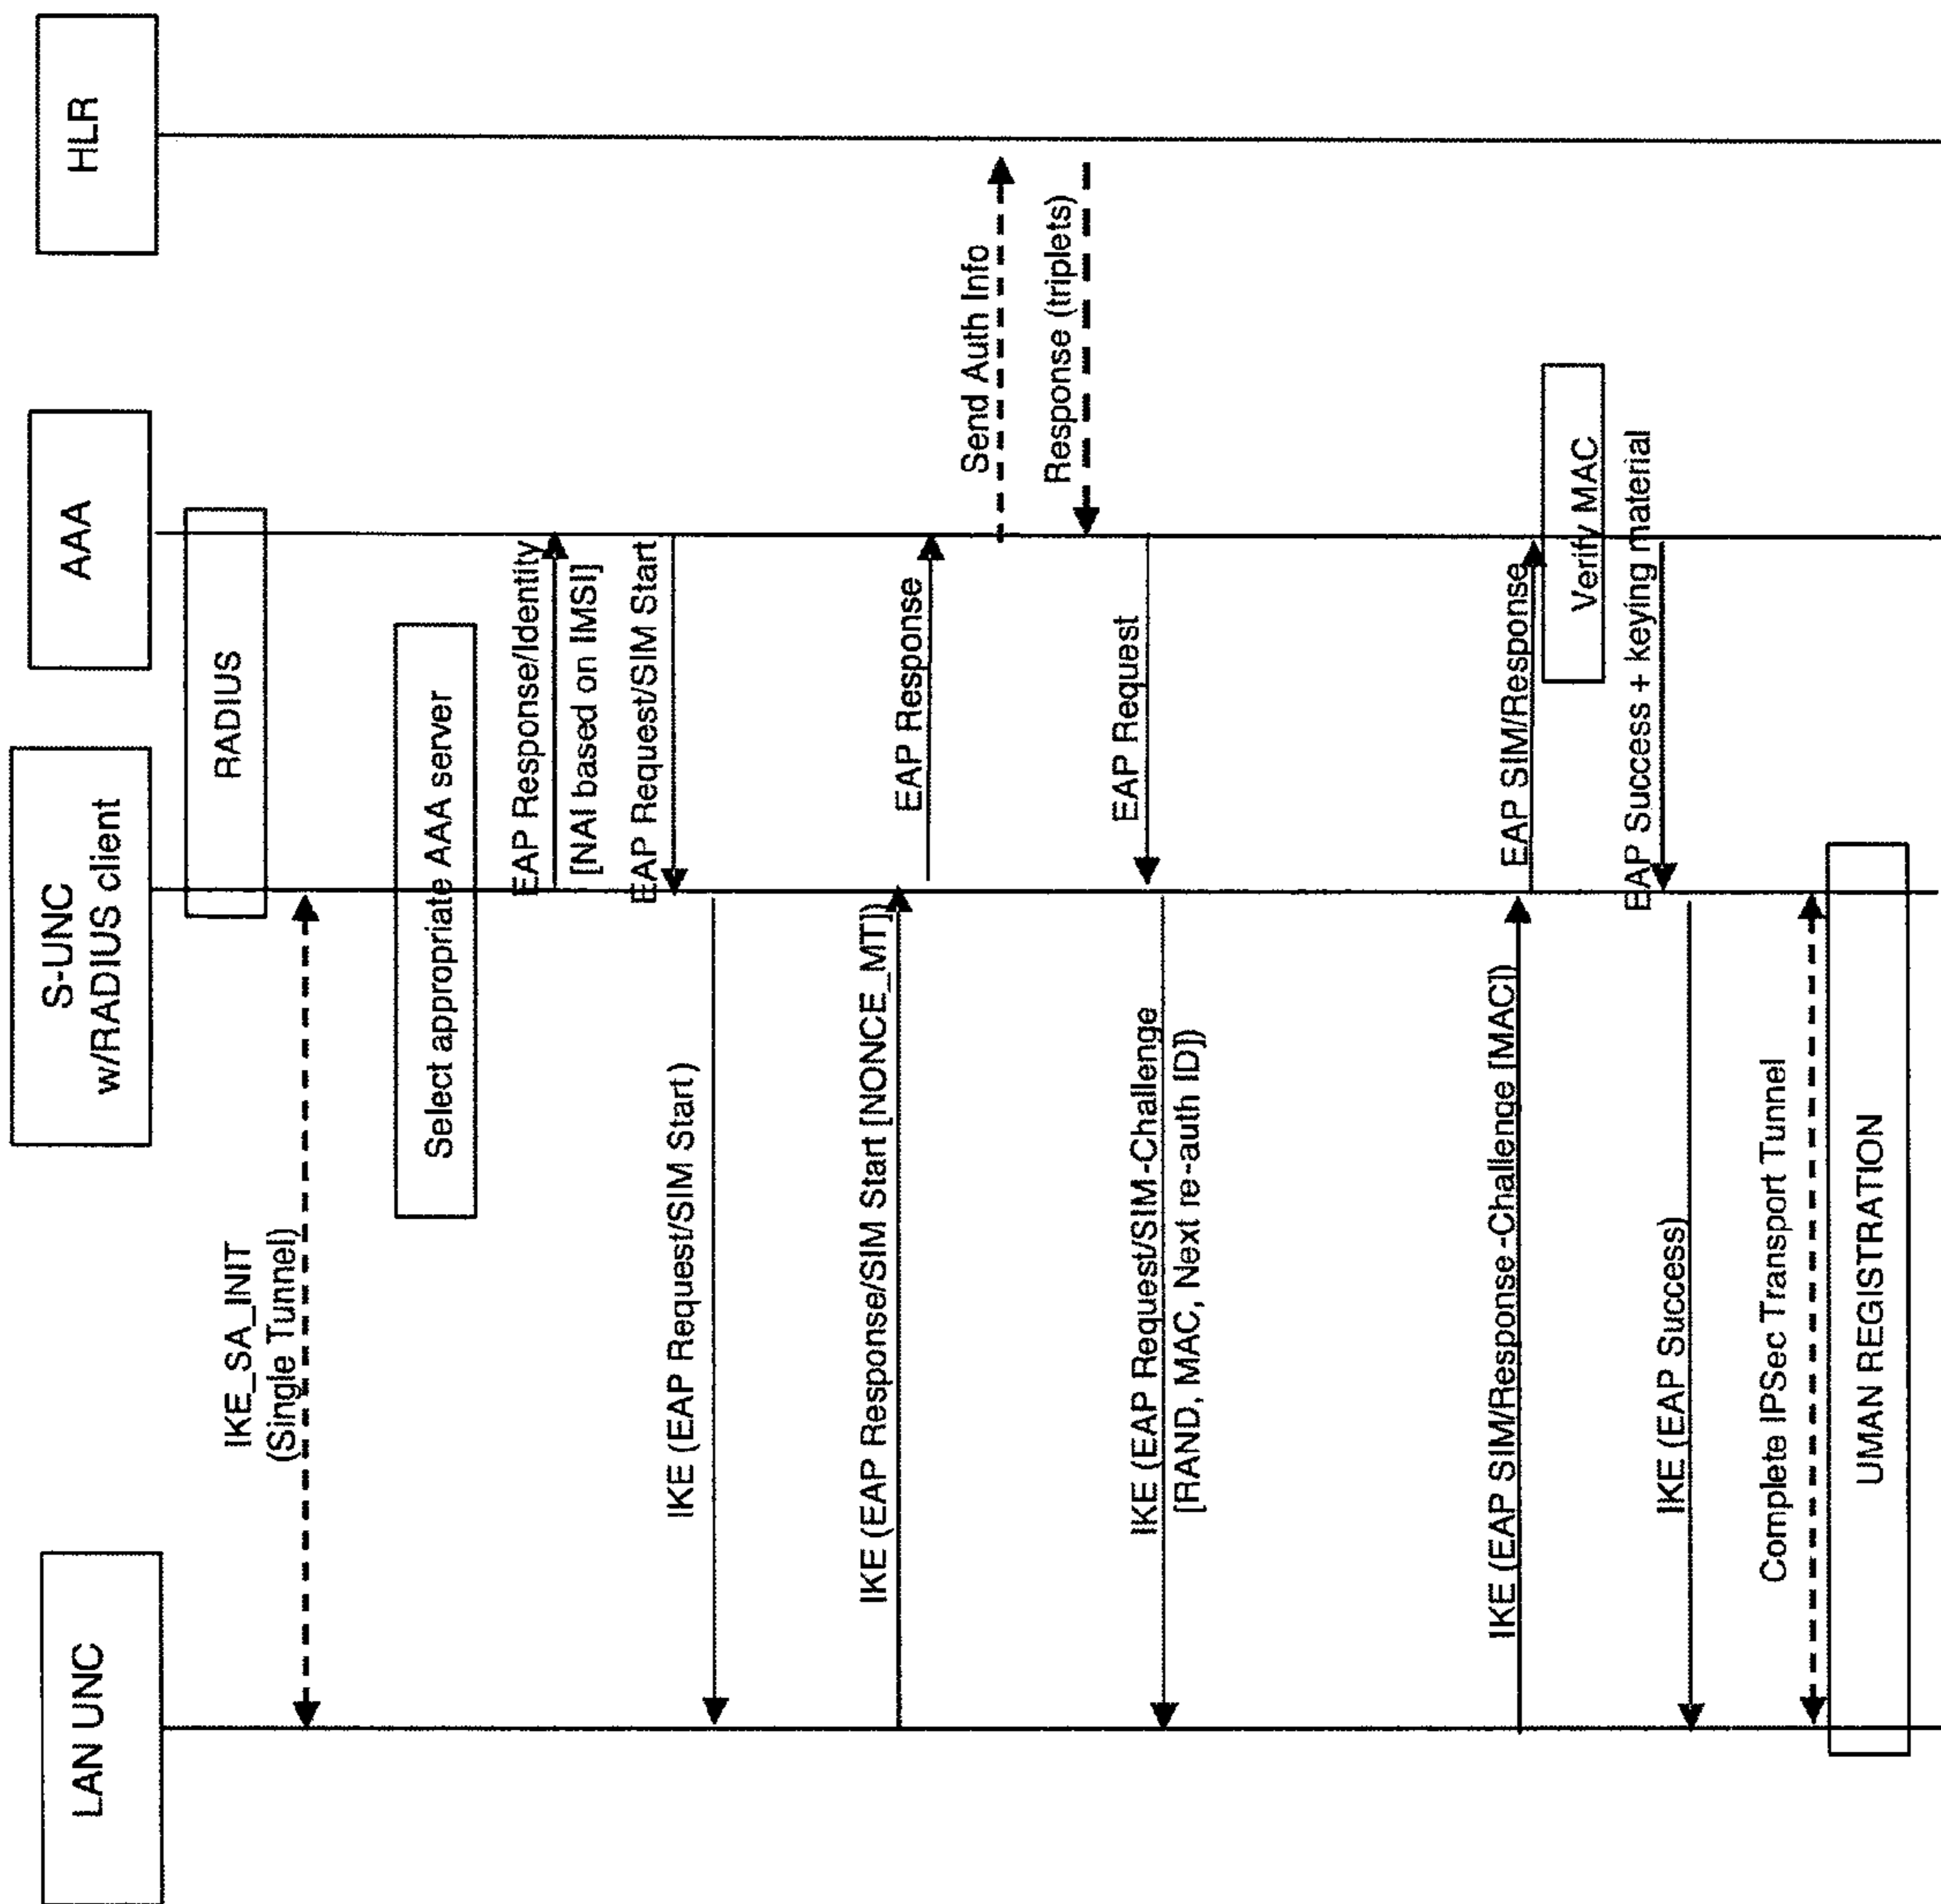 LAN UNC
S-UNC
w/RADIUS client
AAA
HLR
RADIUS
IKE_SA_INIT
(Single Tunnel)
Select appropriate AAA server
EAP Response/Identity
[NAI based on IMSI]
EAP Request/SIM Start
IKE (EAP Request/SIM Start)
IKE (EAP Response/SIM Start [NONCE_MT])
EAP Response
Send Auth Info
Response (triplets)
EAP Request
IKE (EAP Request/SIM-Challenge
[RAND, MAC, Next re-auth ID])
IKE (EAP SIM/Response-Challenge [MAC])
EAP SIM/Response
Verify MAC
EAP Success + keying material
IKE (EAP Success)
Complete IPSec Transport Tunnel
UMAN REGISTRATION